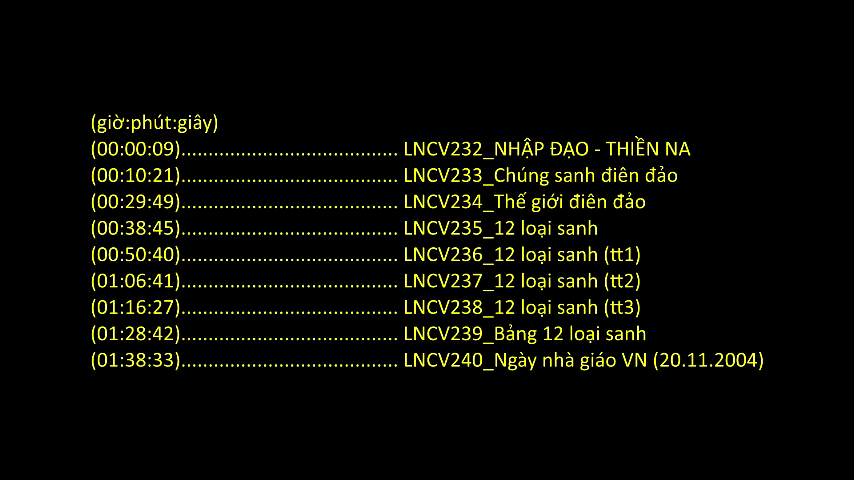 (giờ:phút:giây)
(00:00:09)........................................ LNCV232_NHẬP ĐẠO - THIỀN NA
(00:10:21)........................................ LNCV233_Chúng sanh điên đảo
(00:29:49)........................................ LNCV234_Thế giới điên đảo
(00:38:45)........................................ LNCV235_12 loại sanh
(00:50:40)........................................ LNCV236_12 loại sanh (tt1)
(01:06:41)........................................ LNCV237_12 loại sanh (tt2)
(01:16:27)........................................ LNCV238_12 loại sanh (tt3)
(01:28:42)........................................ LNCV239_Bảng 12 loại sanh
(01:38:33)........................................ LNCV240_Ngày nhà giáo VN (20.11.2004)